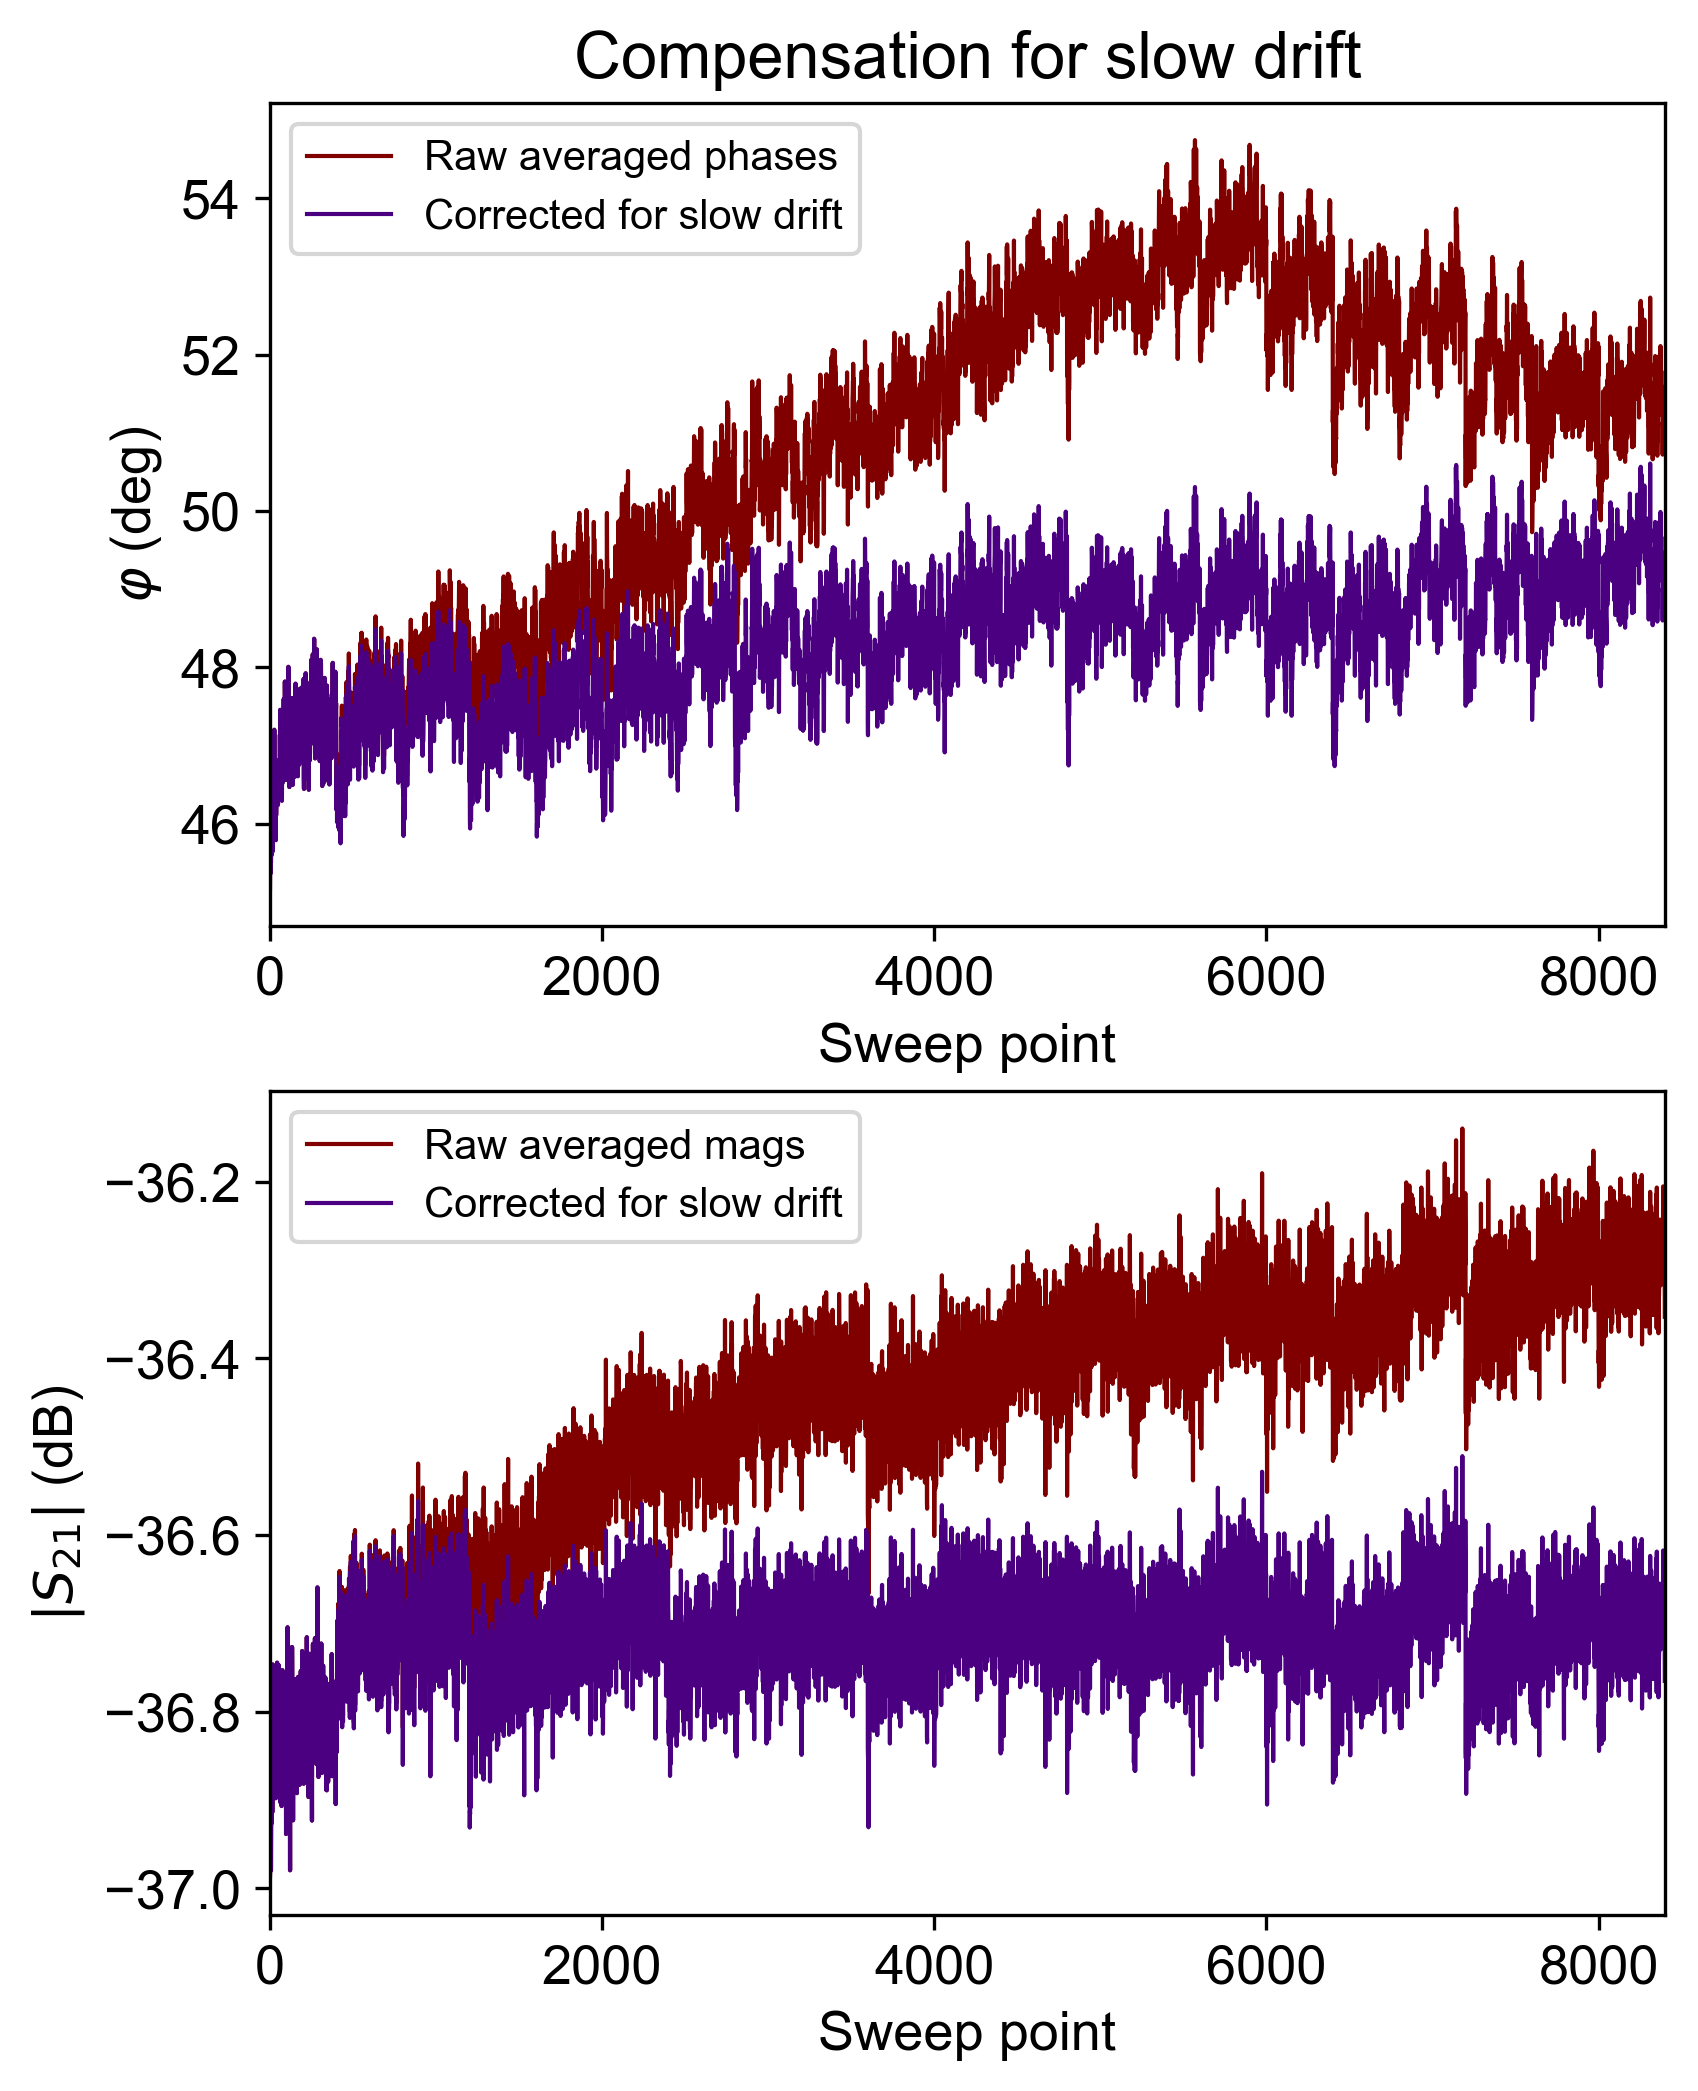 Compensation for slow drift
Raw averaged phases
Corrected for slow drift
54
52
50
48
46
φ (deg)
0 2000 4000 6000 8000
Sweep point
Raw averaged mags
Corrected for slow drift
−36.2
−36.4
−36.6
−36.8
−37.0
|S₂₁| (dB)
0 2000 4000 6000 8000
Sweep point